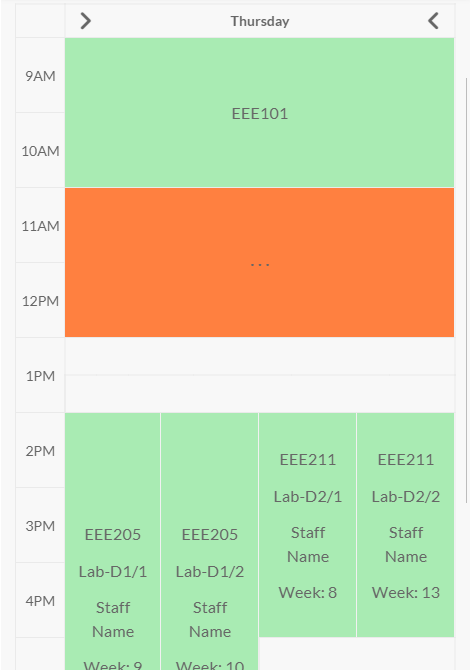 Thursday
9AM
EEE101
10AM
11AM
...
12PM
1PM
2PM
3PM
4PM
EEE205
Lab-D1/1
Staff
Name
Week: 9
EEE205
Lab-D1/2
Staff
Name
Week: 10
EEE211
Lab-D2/1
Staff
Name
Week: 8
EEE211
Lab-D2/2
Staff
Name
Week: 13